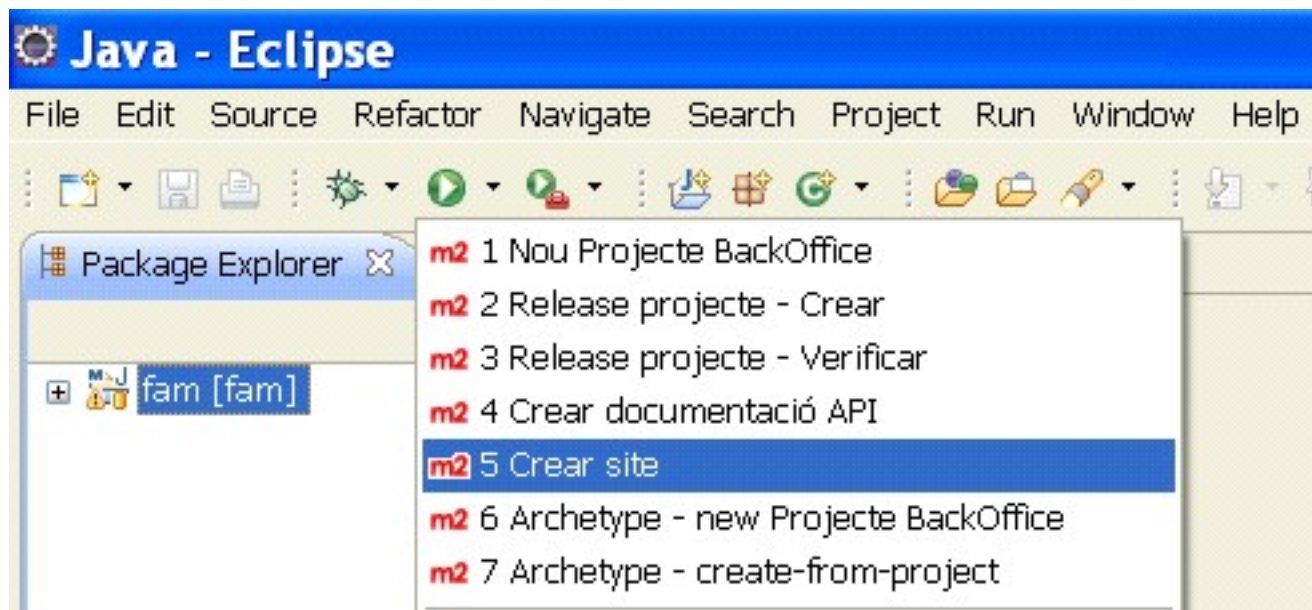 Java - Eclipse
File Edit Source Refactor Navigate Search Project Run Window Help
Package Explorer
fam [fam]
m2 1 Nou Projecte BackOffice
m2 2 Release projecte - Crear
m2 3 Release projecte - Verificar
m2 4 Crear documentació API
m2 5 Crear site
m2 6 Archetype - new Projecte BackOffice
m2 7 Archetype - create-from-project